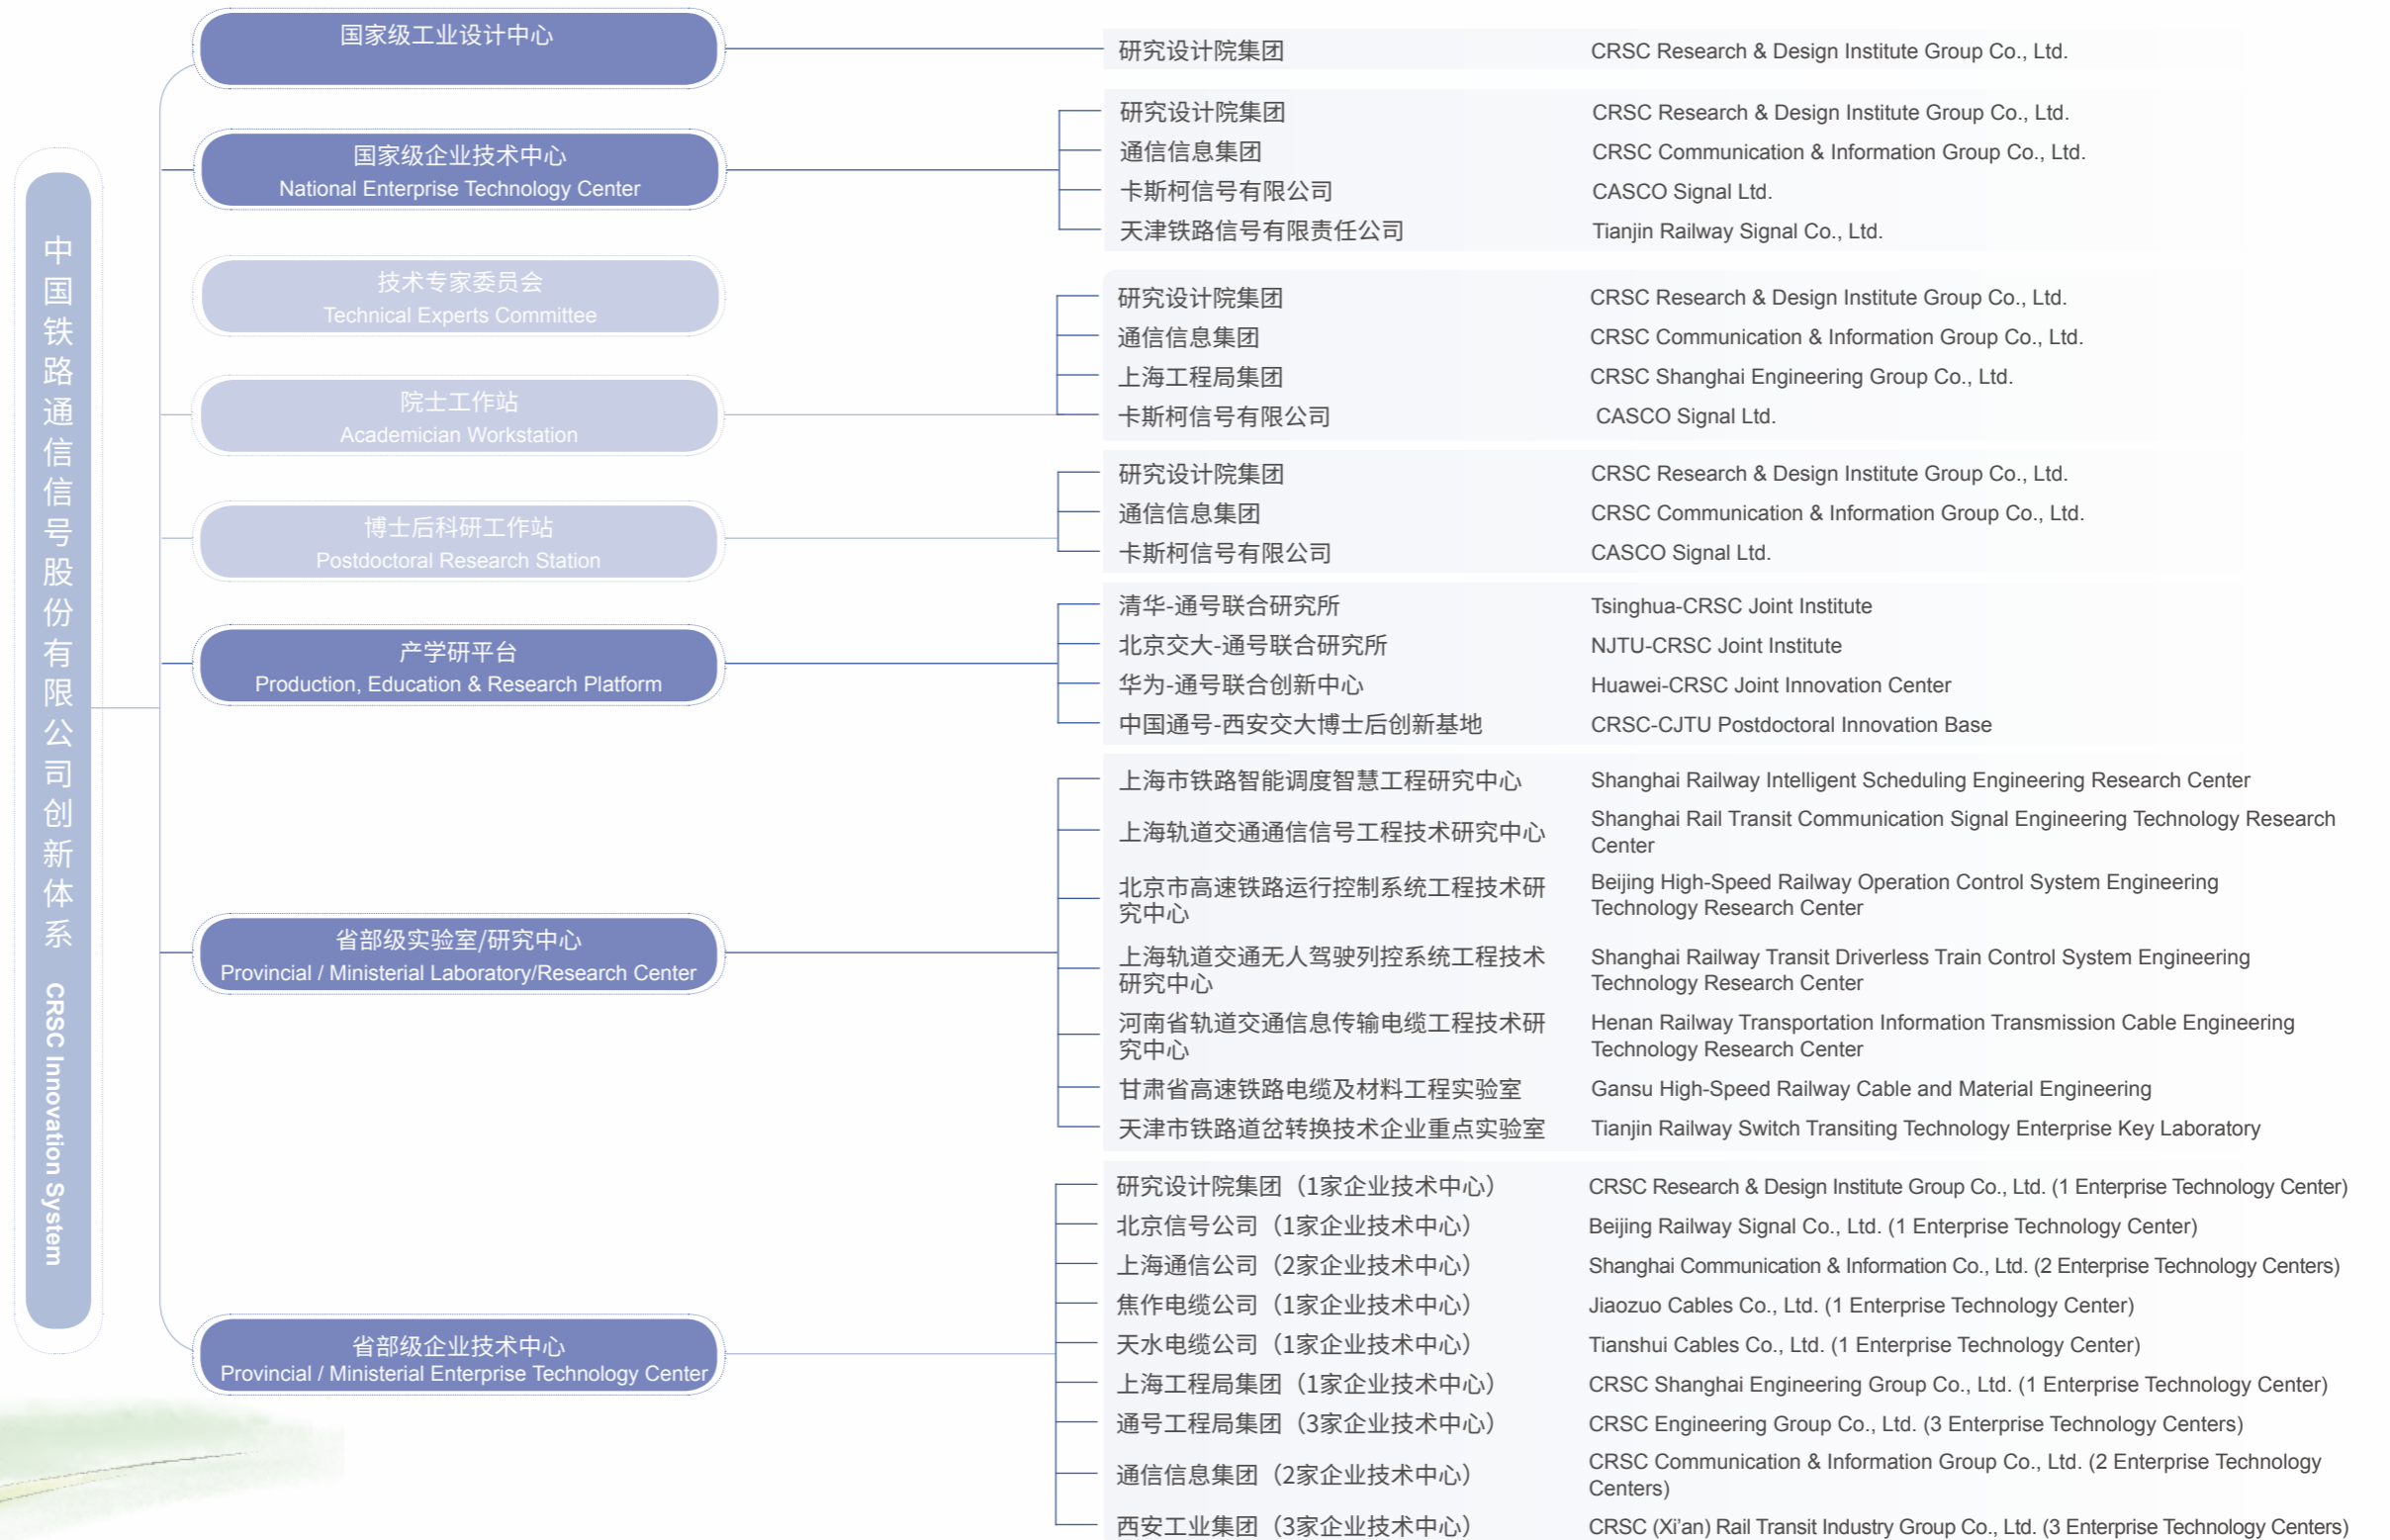 中国铁路通信信号股份有限公司创新体系 CRSC Innovation System
国家级工业设计中心
研究设计院集团 CRSC Research & Design Institute Group Co., Ltd.
国家级企业技术中心
National Enterprise Technology Center
研究设计院集团 CRSC Research & Design Institute Group Co., Ltd.
通信信息集团 CRSC Communication & Information Group Co., Ltd.
卡斯柯信号有限公司 CASCO Signal Ltd.
天津铁路信号有限责任公司 Tianjin Railway Signal Co., Ltd.
技术专家委员会
Technical Experts Committee
院士工作站
Academician Workstation
研究设计院集团 CRSC Research & Design Institute Group Co., Ltd.
通信信息集团 CRSC Communication & Information Group Co., Ltd.
上海工程局集团 CRSC Shanghai Engineering Group Co., Ltd.
卡斯柯信号有限公司 CASCO Signal Ltd.
博士后科研工作站
Postdoctoral Research Station
研究设计院集团 CRSC Research & Design Institute Group Co., Ltd.
通信信息集团 CRSC Communication & Information Group Co., Ltd.
卡斯柯信号有限公司 CASCO Signal Ltd.
产学研平台
Production, Education & Research Platform
清华-通号联合研究所 Tsinghua-CRSC Joint Institute
北京交大-通号联合研究所 NJTU-CRSC Joint Institute
华为-通号联合创新中心 Huawei-CRSC Joint Innovation Center
中国通号-西安交大博士后创新基地 CRSC-CJTU Postdoctoral Innovation Base
省部级实验室/研究中心
Provincial / Ministerial Laboratory/Research Center
上海市铁路智能调度智慧工程研究中心 Shanghai Railway Intelligent Scheduling Engineering Research Center
上海轨道交通通信信号工程技术研究中心 Shanghai Rail Transit Communication Signal Engineering Technology Research
Center
北京市高速铁路运行控制系统工程技术研 Beijing High-Speed Railway Operation Control System Engineering
究中心 Technology Research Center
上海轨道交通无人驾驶列控系统工程技术 Shanghai Railway Transit Driverless Train Control System Engineering
研究中心 Technology Research Center
河南省轨道交通信息传输电缆工程技术研 Henan Railway Transportation Information Transmission Cable Engineering
究中心 Technology Research Center
甘肃省高速铁路电缆及材料工程实验室 Gansu High-Speed Railway Cable and Material Engineering
天津市铁路道岔转换技术企业重点实验室 Tianjin Railway Switch Transiting Technology Enterprise Key Laboratory
省部级企业技术中心
Provincial / Ministerial Enterprise Technology Center
研究设计院集团（1家企业技术中心） CRSC Research & Design Institute Group Co., Ltd. (1 Enterprise Technology Center)
北京信号公司（1家企业技术中心） Beijing Railway Signal Co., Ltd. (1 Enterprise Technology Center)
上海通信公司（2家企业技术中心） Shanghai Communication & Information Co., Ltd. (2 Enterprise Technology Centers)
焦作电缆公司（1家企业技术中心） Jiaozuo Cables Co., Ltd. (1 Enterprise Technology Center)
天水电缆公司（1家企业技术中心） Tianshui Cables Co., Ltd. (1 Enterprise Technology Center)
上海工程局集团（1家企业技术中心） CRSC Shanghai Engineering Group Co., Ltd. (1 Enterprise Technology Center)
通号工程局集团（3家企业技术中心） CRSC Engineering Group Co., Ltd. (3 Enterprise Technology Centers)
通信信息集团（2家企业技术中心） CRSC Communication & Information Group Co., Ltd. (2 Enterprise Technology
Centers)
西安工业集团（3家企业技术中心） CRSC (Xi'an) Rail Transit Industry Group Co., Ltd. (3 Enterprise Technology Centers)